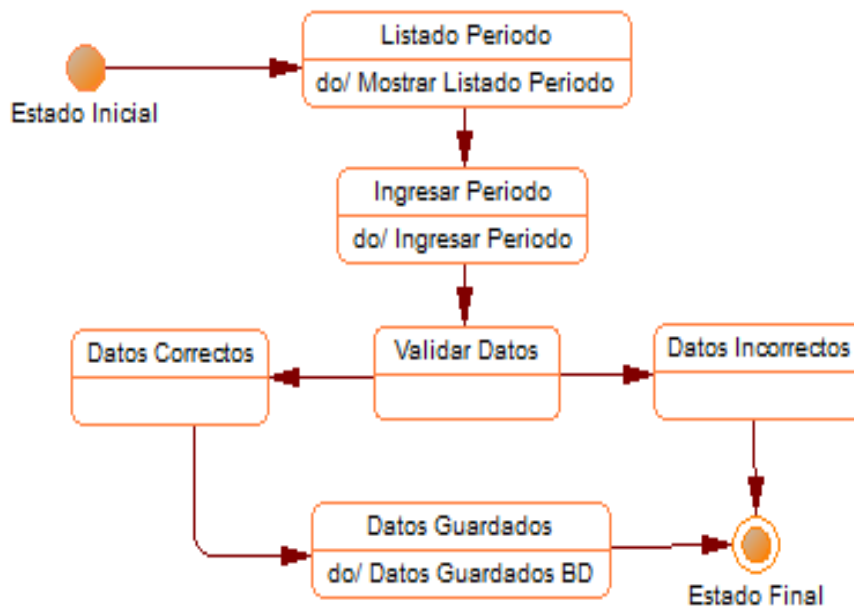 Listado Periodo
do/ Mostrar Listado Periodo
Estado Inicial
Ingresar Periodo
do/ Ingresar Periodo
Datos Correctos
Validar Datos
Datos Incorrectos
Datos Guardados
do/ Datos Guardados BD
Estado Final